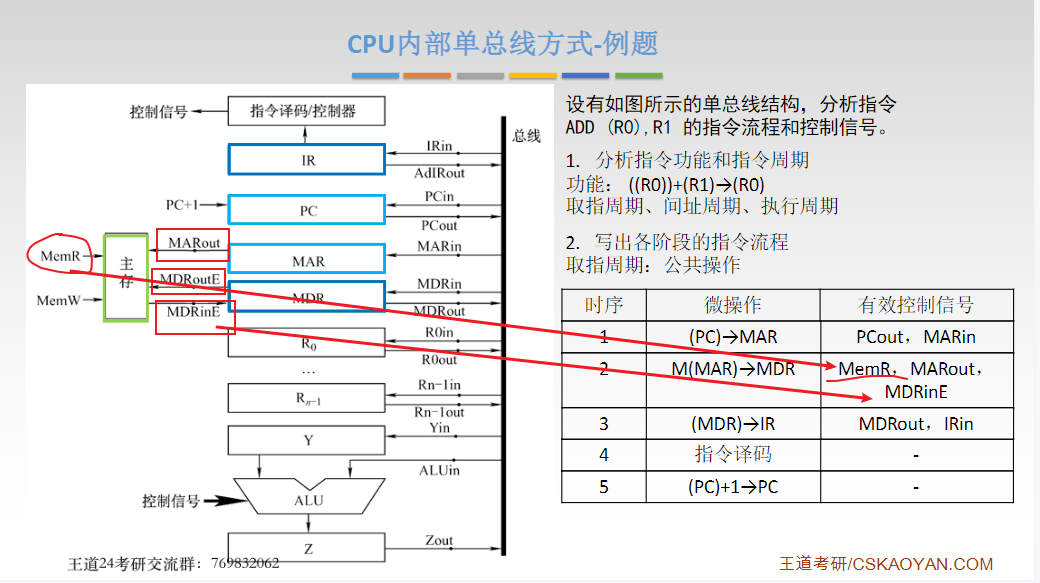 CPU内部单总线方式-例题
控制信号
指令译码/控制器
总线
IR
IRin
AdIRout
PC+1
PC
PCin
PCout
MemR
MemW
主
存
MARout
MDRoutE
MDRinE
MAR
MARin
MDR
MDRin
MDRout
R0
R0in
R0out
…
Rn-1
Rn-1in
Rn-1out
Y
Yin
ALUin
控制信号
ALU
Z
Zout
王道24考研交流群：769832062
设有如图所示的单总线结构，分析指令
ADD (R0),R1 的指令流程和控制信号。
1. 分析指令功能和指令周期
功能： ((R0))+(R1)→(R0)
取指周期、间址周期、执行周期
2. 写出各阶段的指令流程
取指周期：公共操作
时序 微操作 有效控制信号
1 (PC)→MAR PCout，MARin
2 M(MAR)→MDR MemR，MARout，
MDRinE
3 (MDR)→IR MDRout，IRin
4 指令译码 -
5 (PC)+1→PC -
王道考研/CSKAOYAN.COM